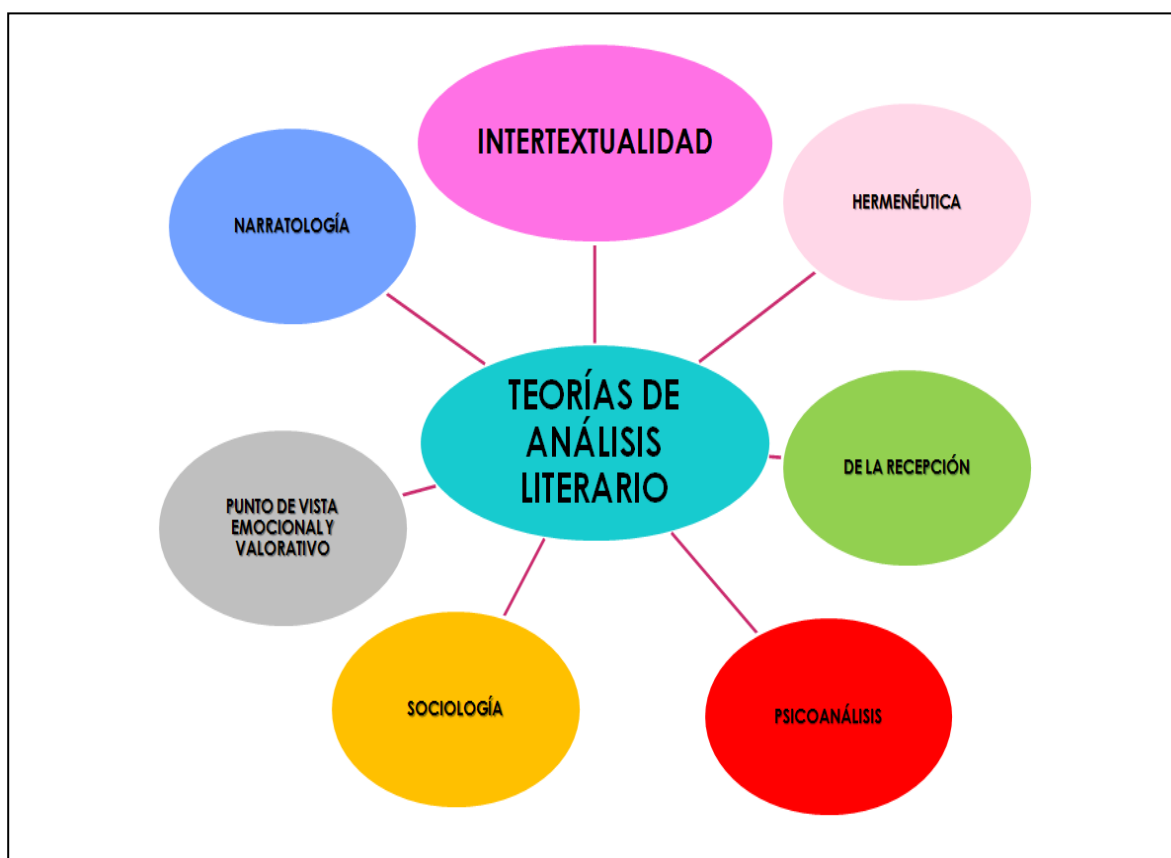 INTERTEXTUALIDAD
HERMENÉUTICA
NARRATOLOGÍA
TEORÍAS DE
ANÁLISIS
LITERARIO
DE LA RECEPCIÓN
PUNTO DE VISTA
EMOCIONAL Y
VALORATIVO
SOCIOLOGÍA
PSICOANÁLISIS